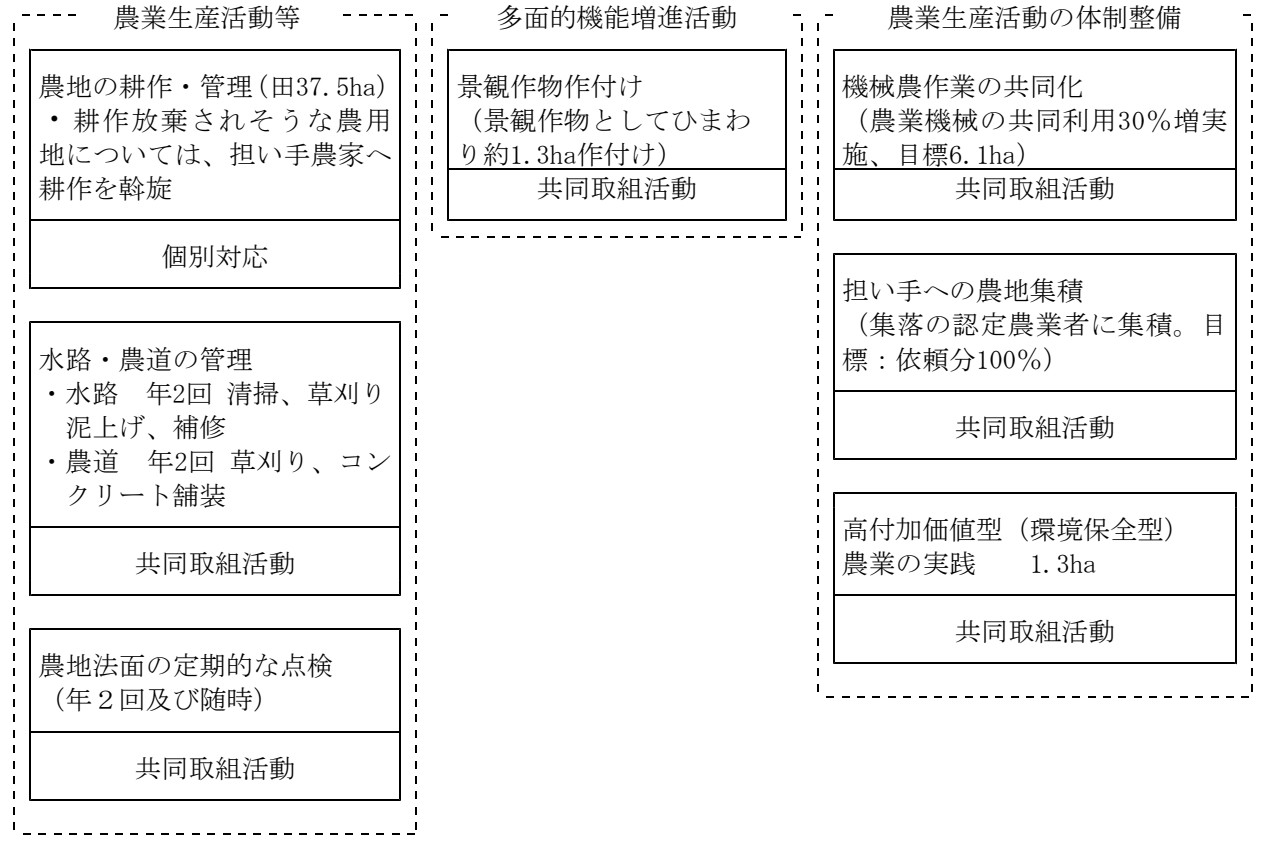 農業生産活動等
農地の耕作・管理(田37.5ha)
・耕作放棄されそうな農用
地については、担い手農家へ
耕作を斡旋
個別対応
水路・農道の管理
・水路　年2回 清掃、草刈り
泥上げ、補修
・農道　年2回 草刈り、コン
クリート舗装
共同取組活動
農地法面の定期的な点検
（年２回及び随時）
共同取組活動
多面的機能増進活動
景観作物作付け
（景観作物としてひまわ
り約1.3ha作付け）
共同取組活動
農業生産活動の体制整備
機械農作業の共同化
（農業機械の共同利用30％増実
施、目標6.1ha）
共同取組活動
担い手への農地集積
（集落の認定農業者に集積。目
標：依頼分100％）
共同取組活動
高付加価値型（環境保全型）
農業の実践　　1.3ha
共同取組活動